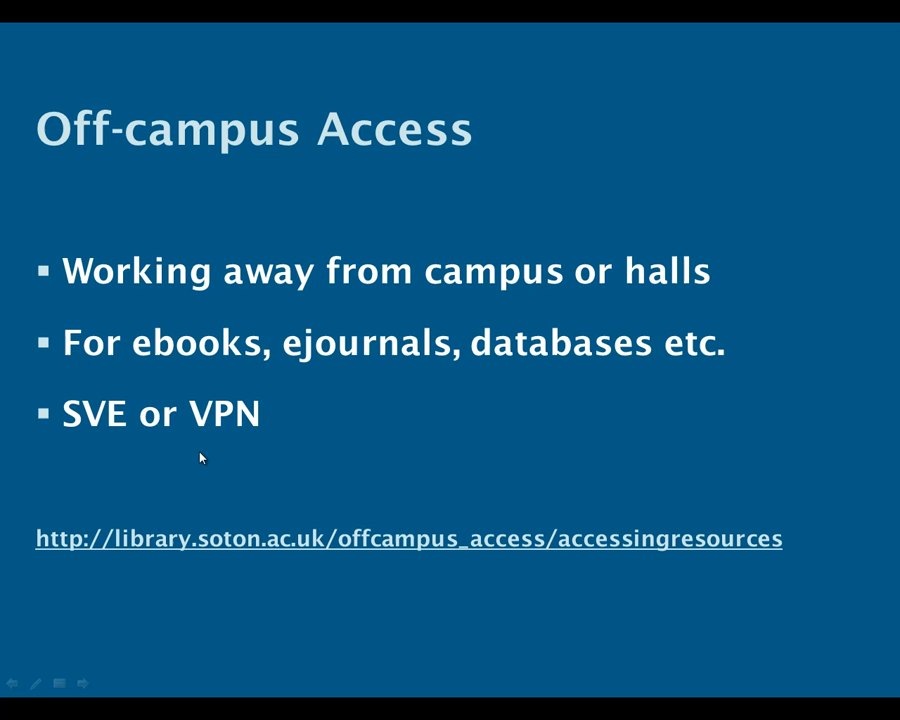 Off-campus Access
▪ Working away from campus or halls
▪ For ebooks, ejournals, databases etc.
▪ SVE or VPN
http://library.soton.ac.uk/offcampus_access/accessingresources